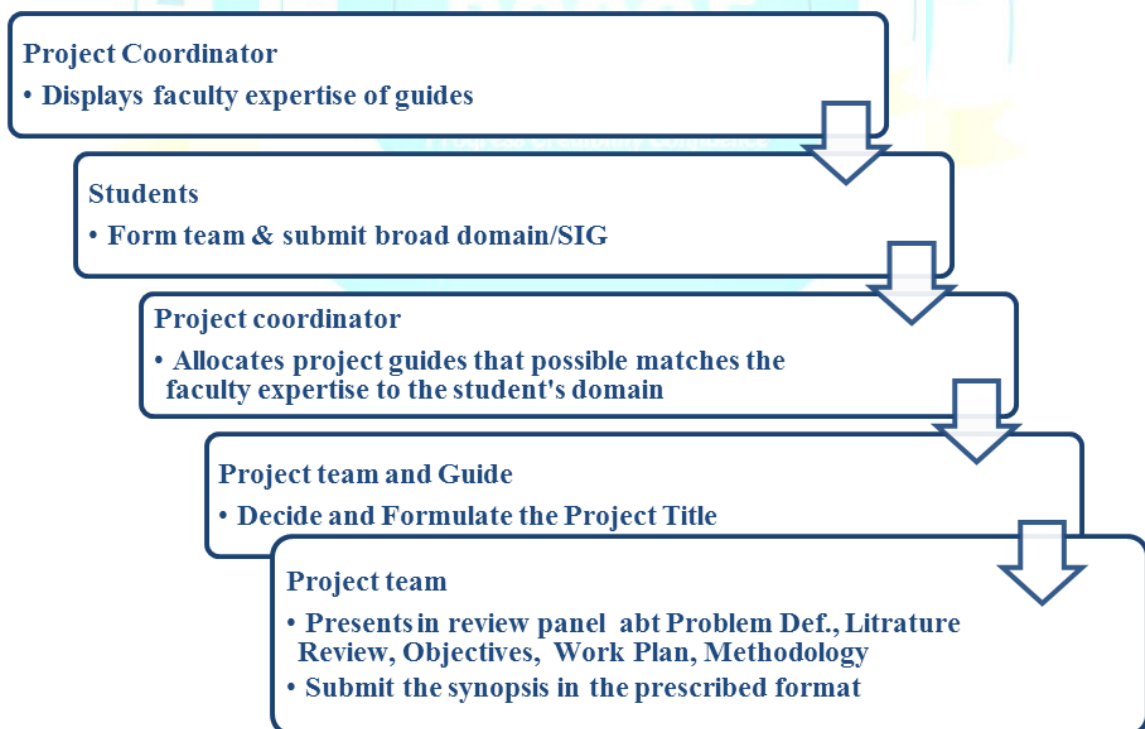 Project Coordinator
• Displays faculty expertise of guides
Students
• Form team & submit broad domain/SIG
Project coordinator
• Allocates project guides that possible matches the
faculty expertise to the student's domain
Project team and Guide
• Decide and Formulate the Project Title
Project team
• Presents in review panel abt Problem Def., Litrature
Review, Objectives, Work Plan, Methodology
• Submit the synopsis in the prescribed format